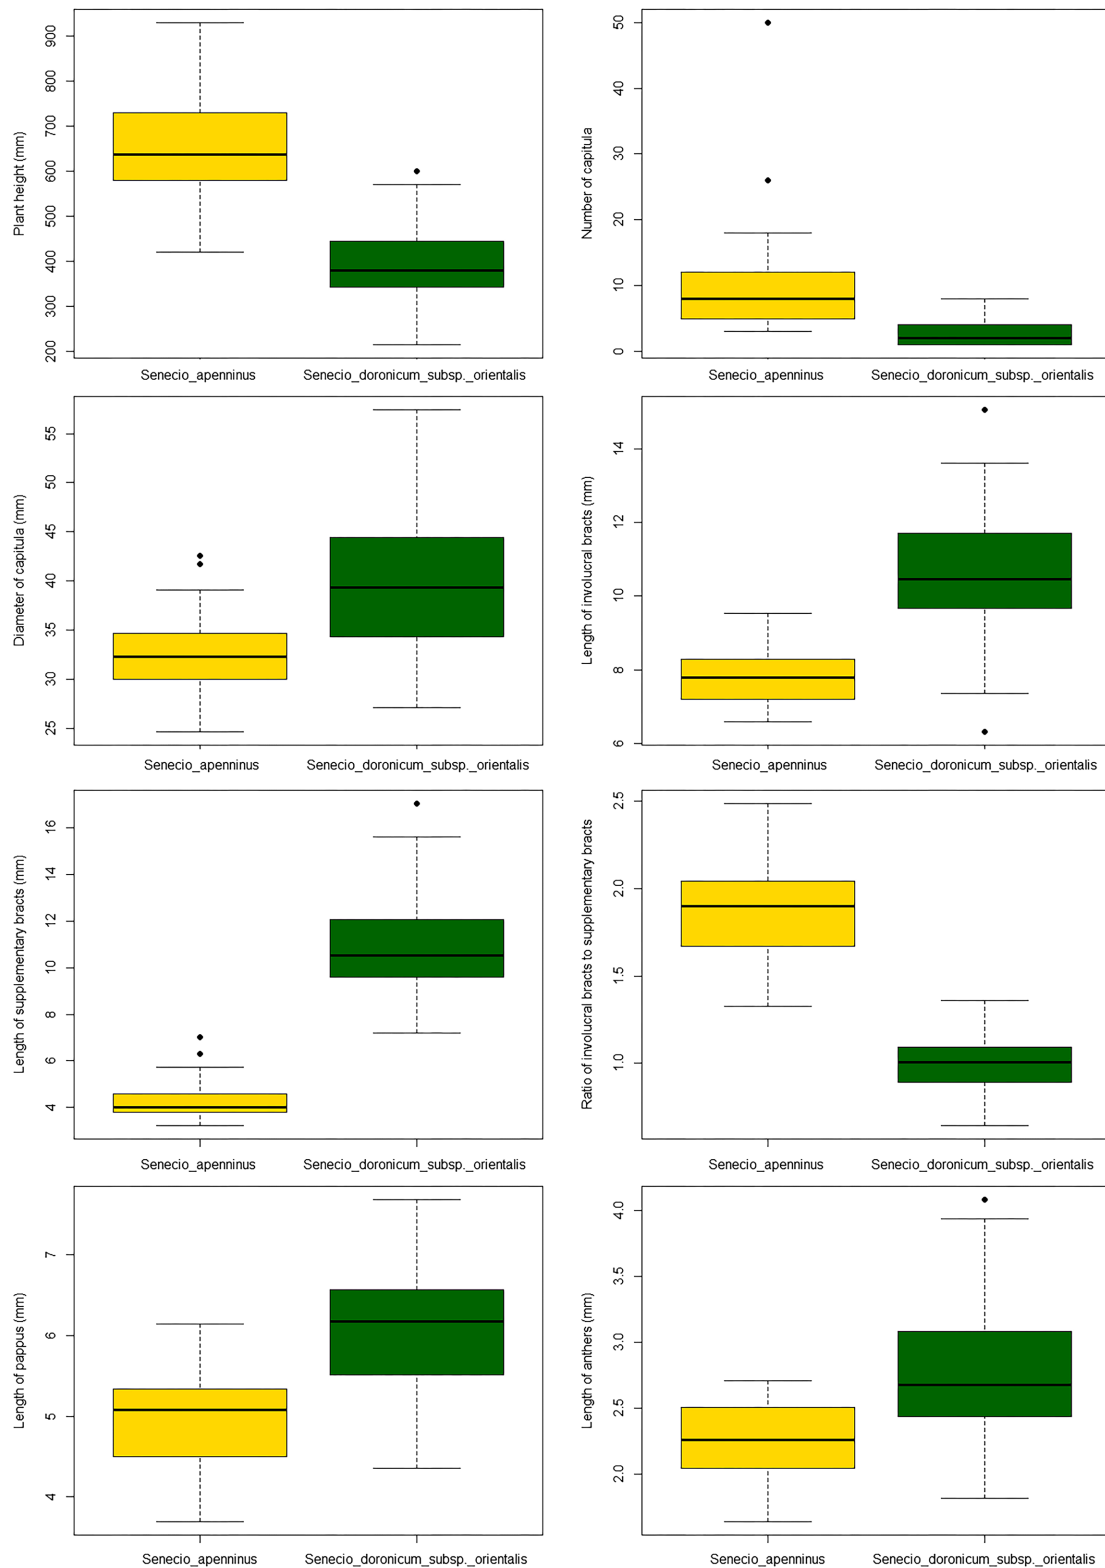 Plant height (mm)
900
800
700
600
500
400
300
200
Senecio_apenninus
Senecio_doronicum_subsp._orientalis
Number of capitula
50
40
30
20
10
0
Senecio_apenninus
Senecio_doronicum_subsp._orientalis
Diameter of capitula (mm)
55
50
45
40
35
30
25
Senecio_apenninus
Senecio_doronicum_subsp._orientalis
Length of involucral bracts (mm)
14
12
10
8
6
Senecio_apenninus
Senecio_doronicum_subsp._orientalis
Length of supplementary bracts (mm)
16
14
12
10
8
6
4
Senecio_apenninus
Senecio_doronicum_subsp._orientalis
Ratio of involucral bracts to supplementary bracts
2.5
2.0
1.5
1.0
Senecio_apenninus
Senecio_doronicum_subsp._orientalis
Length of pappus (mm)
7
6
5
4
Senecio_apenninus
Senecio_doronicum_subsp._orientalis
Length of anthers (mm)
4.0
3.5
3.0
2.5
2.0
Senecio_apenninus
Senecio_doronicum_subsp._orientalis